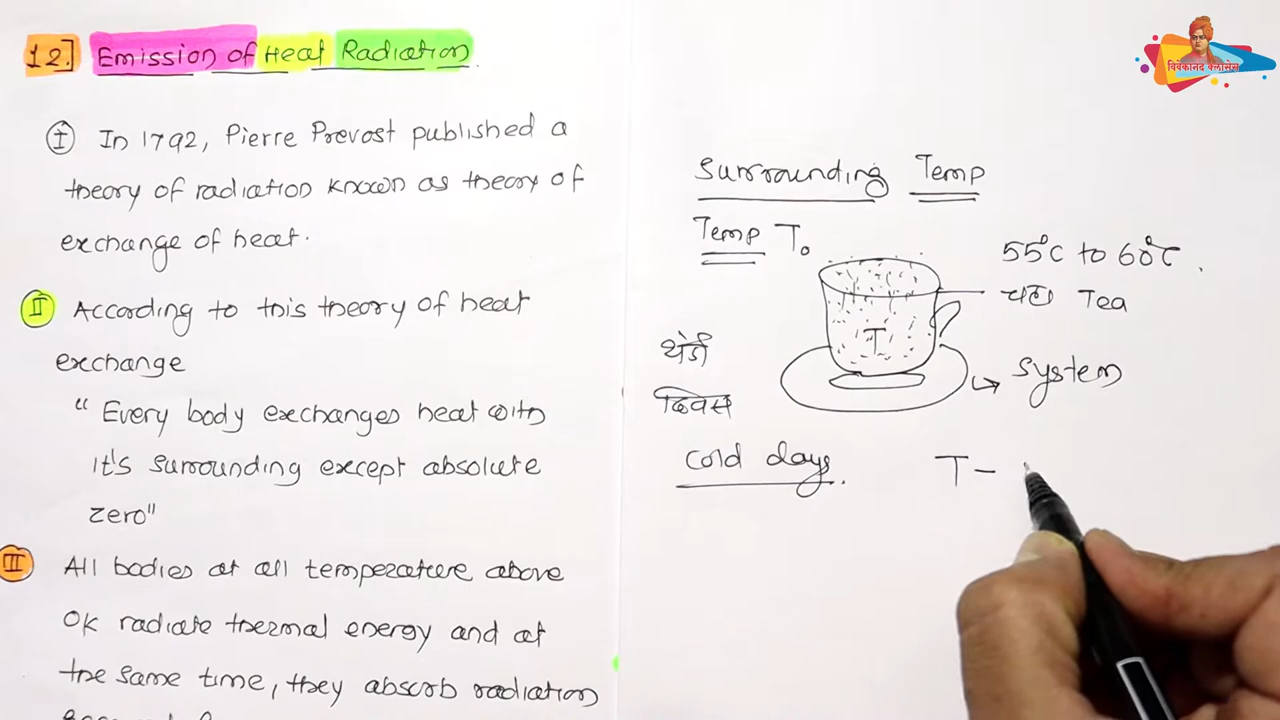 12.] Emission of Heat Radiation.
I In 1792, Pierre Prevost published a
theory of radiation known as theory of
exchange of heat.
II According to this theory of heat
exchange
" Every body exchanges heat with
it's surrounding except absolute
zero"
III All bodies at all temperature above
OK radiate thermal energy and at
the same time, they absorb radiation
विवेकानंद क्लासेस
Surrounding Temp
Temp T₀
55°C to 60°C.
चहा Tea
T
थंडी
दिवस
system
cold days.
T -